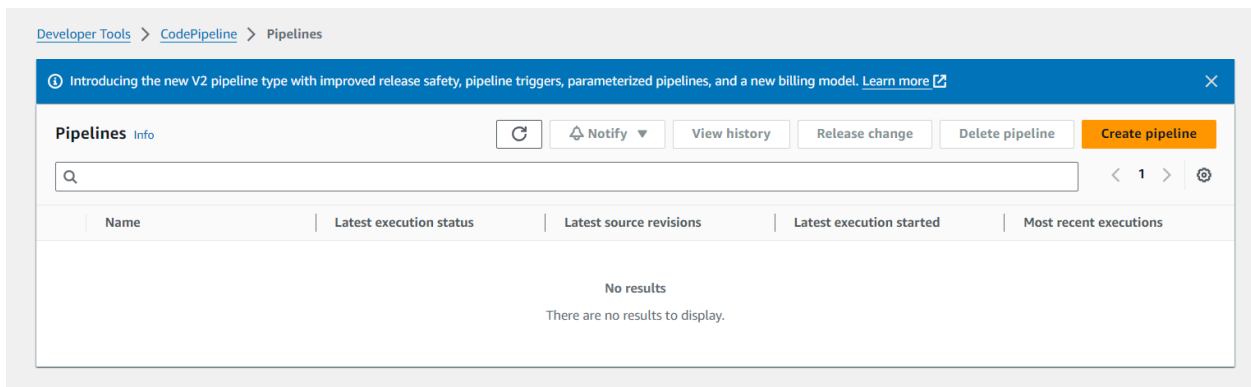 Developer Tools > CodePipeline > Pipelines
Introducing the new V2 pipeline type with improved release safety, pipeline triggers, parameterized pipelines, and a new billing model. Learn more
Pipelines Info Notify View history Release change Delete pipeline Create pipeline
< 1 >
Name Latest execution status Latest source revisions Latest execution started Most recent executions
No results
There are no results to display.